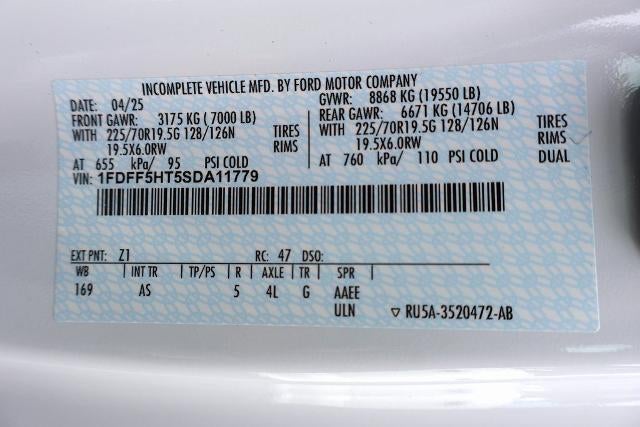 INCOMPLETE VEHICLE MFD. BY FORD MOTOR COMPANY
DATE: 04/25 GVWR: 8868 KG (19550 LB)
FRONT GAWR: 3175 KG ( 7000 LB) REAR GAWR: 6671 KG (14706 LB)
WITH 225/70R19.5G 128/126N TIRES WITH 225/70R19.5G 128/126N TIRES
19.5X6.0RW RIMS 19.5X6.0RW RIMS
AT 655 kPa/ 95 PSI COLD AT 760 kPa/ 110 PSI COLD DUAL
VIN: 1FDFF5HT5SDA11779
EXT PNT: Z1 RC: 47 DSO:
WB INT TR TP/PS R AXLE TR SPR
169 AS 5 4L G AAEE
ULN ▽ RU5A-3520472-AB